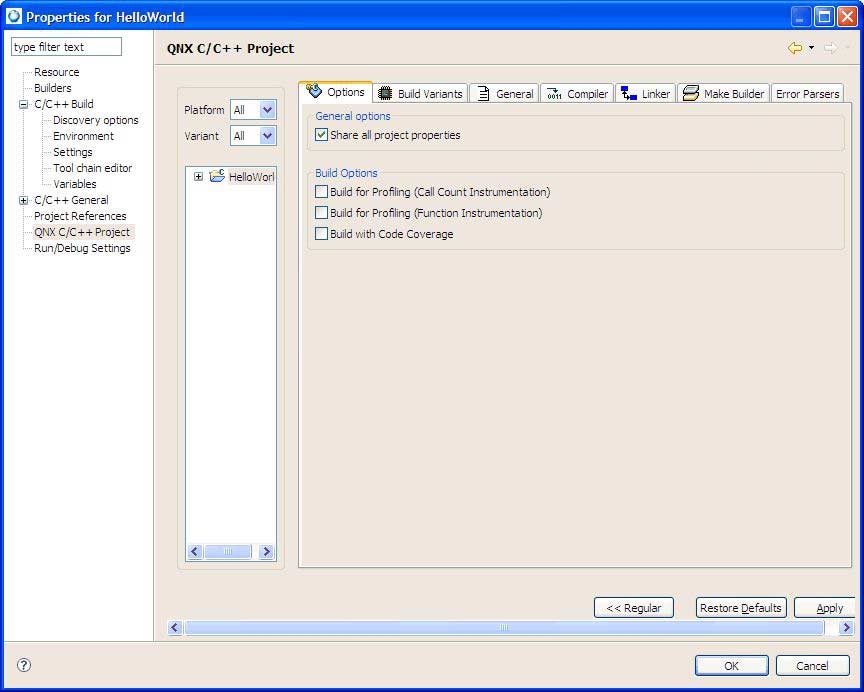 Properties for HelloWorld
type filter text
Resource
Builders
C/C++ Build
Discovery options
Environment
Settings
Tool chain editor
Variables
C/C++ General
Project References
QNX C/C++ Project
Run/Debug Settings
QNX C/C++ Project
Platform All
Variant All
HelloWorl
Options Build Variants General 0011 Compiler Linker Make Builder Error Parsers
General options
Share all project properties
Build Options
Build for Profiling (Call Count Instrumentation)
Build for Profiling (Function Instrumentation)
Build with Code Coverage
<< Regular Restore Defaults Apply
? OK Cancel